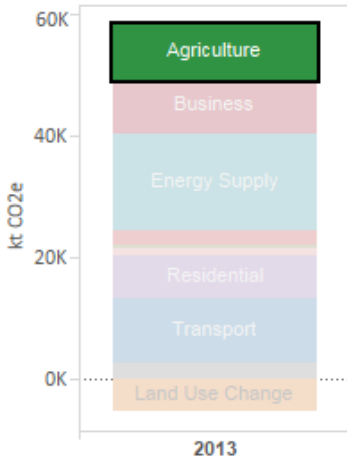 60K
Agriculture
Business
40K
Energy Supply
kt CO2e
20K
Residential
Transport
0K
Land Use Change
2013